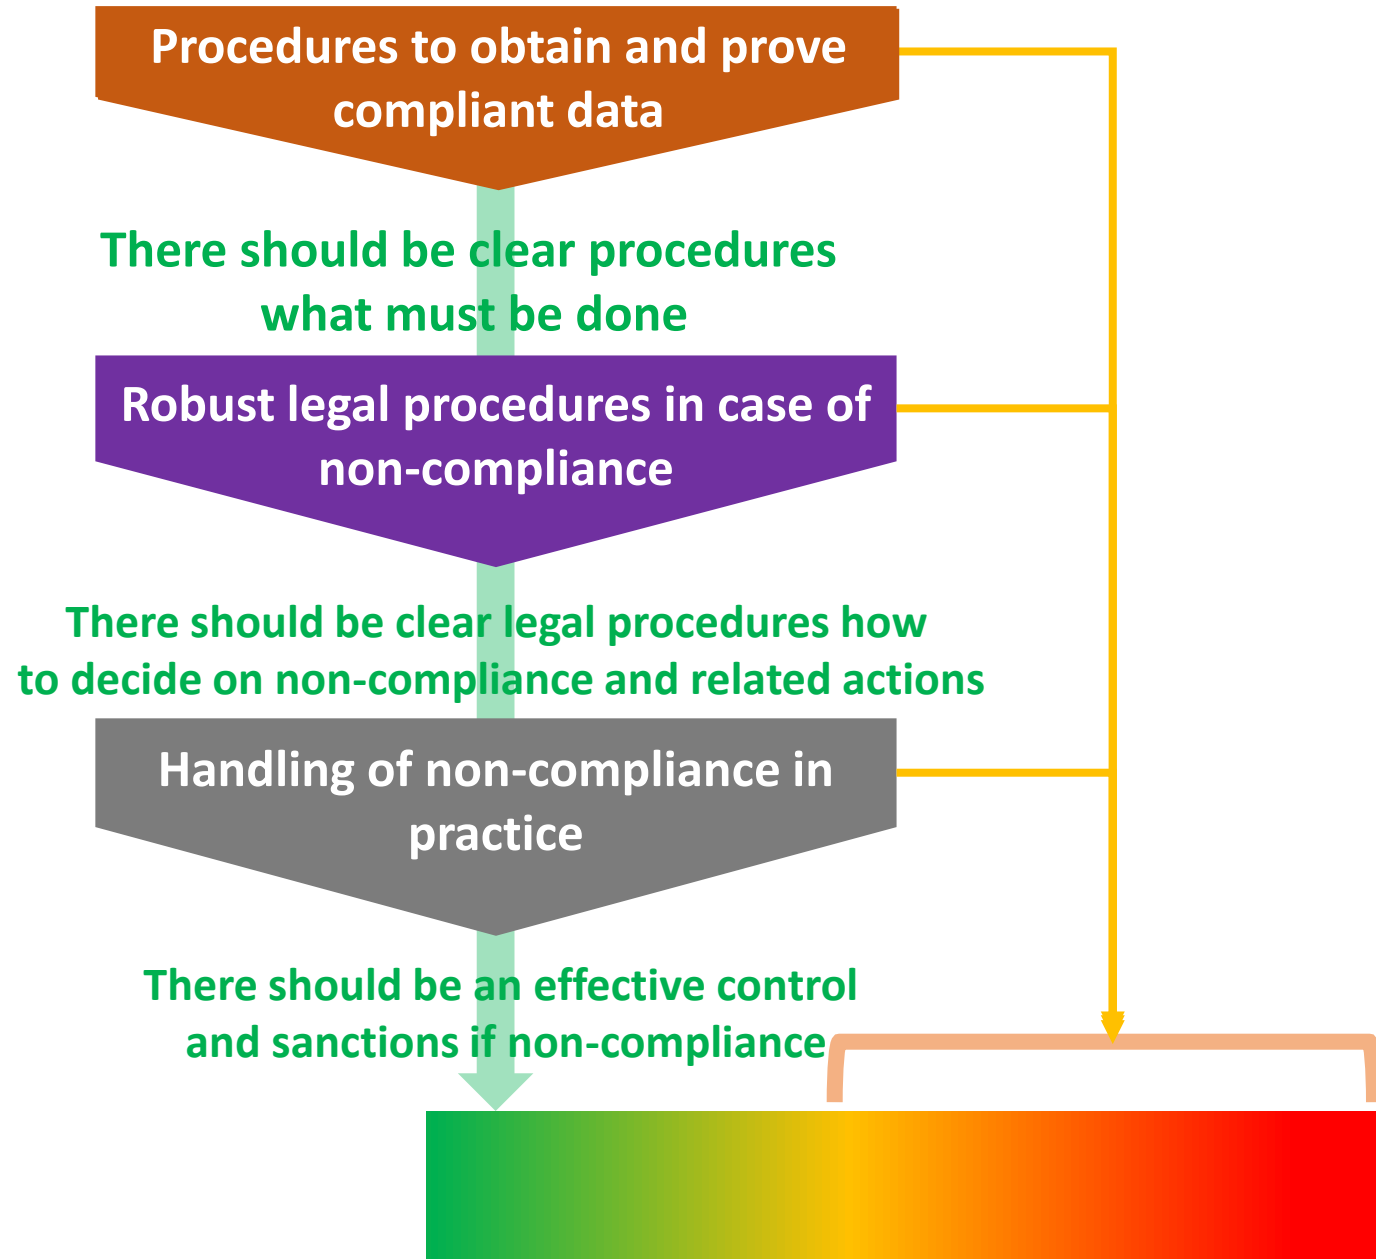 Procedures to obtain and prove
compliant data
There should be clear procedures
what must be done
Robust legal procedures in case of
non-compliance
There should be clear legal procedures how
to decide on non-compliance and related actions
Handling of non-compliance in
practice
There should be an effective control
and sanctions if non-compliance